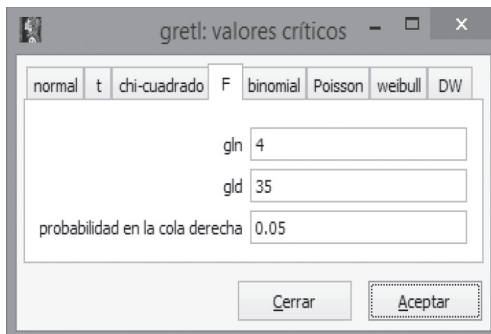 gretl: valores críticos
normal t chi-cuadrado F binomial Poisson weibull DW
gln 4
gld 35
probabilidad en la cola derecha 0.05
Cerrar Aceptar